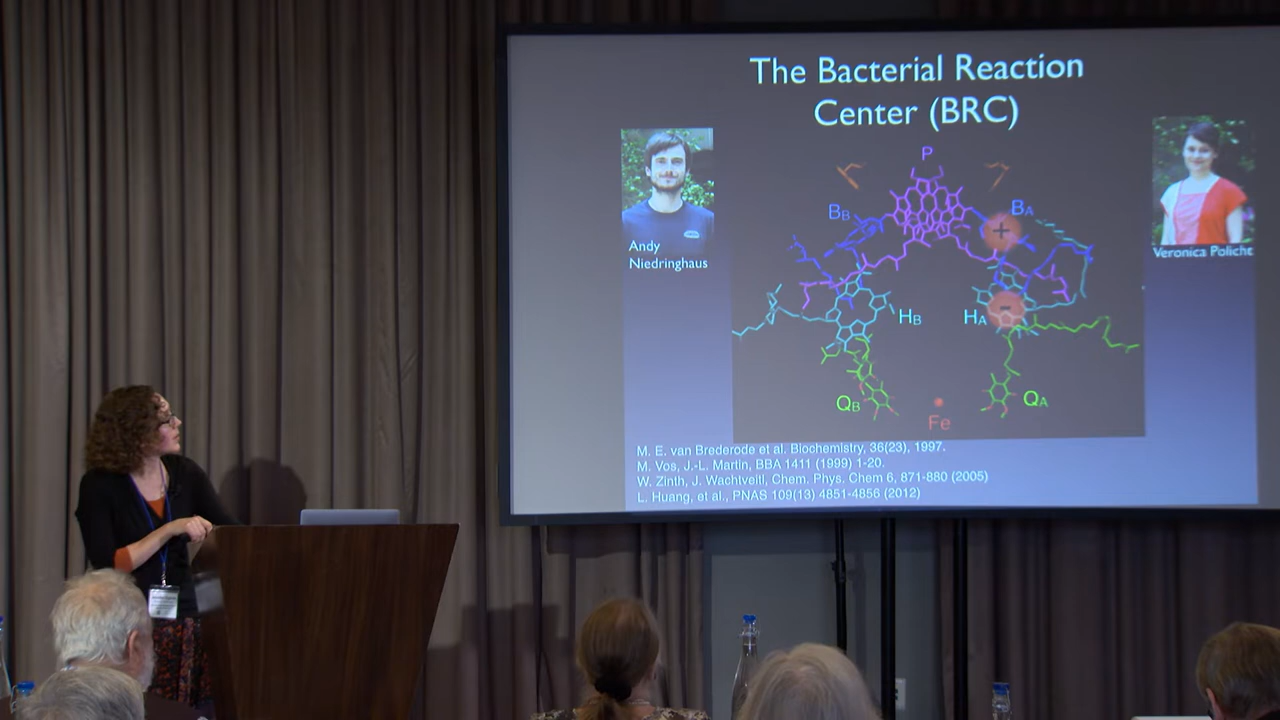 The Bacterial Reaction
Center (BRC)
Andy
Niedringhaus
Veronica Policht
P
BB
BA
+
HB
HA
-
QB
QA
Fe
M. E. van Brederode et al. Biochemistry, 36(23), 1997.
M. Vos, J.-L. Martin, BBA 1411 (1999) 1-20.
W. Zinth, J. Wachtveitl, Chem. Phys. Chem 6, 871-880 (2005)
L. Huang, et al., PNAS 109(13) 4851-4856 (2012)